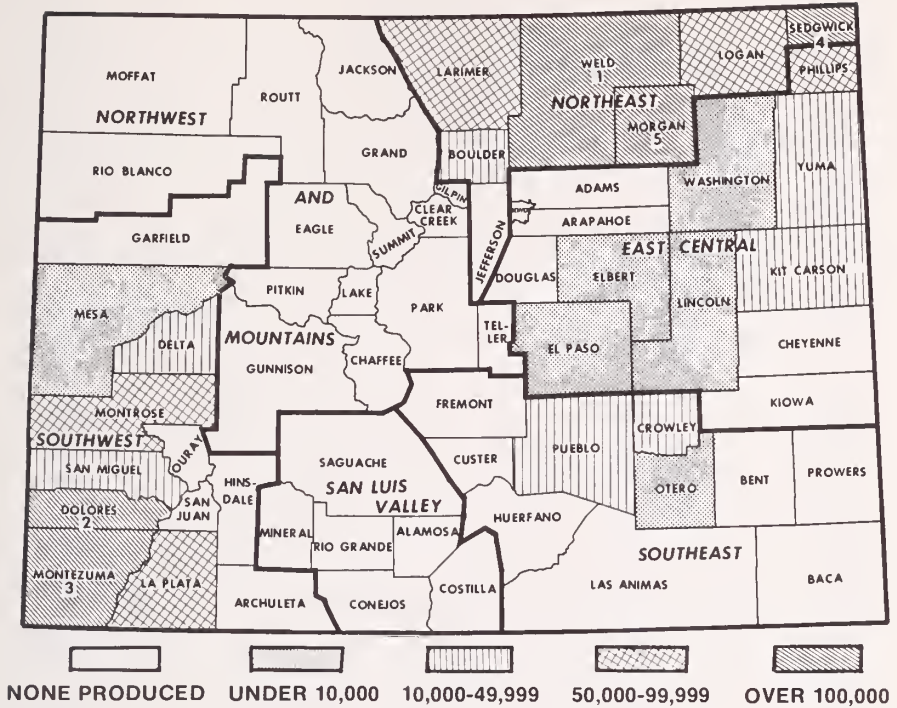 SEDGWICK
4
PHILLIPS
LOGAN
WELD
1
NORTHEAST
MORGAN
5
LARIMER
JACKSON
MOFFAT
ROUTT
NORTHWEST
GRAND
BOULDER
RIO BLANCO
WASHINGTON
YUMA
ADAMS
ARAPAHOE
GILPIN
CLEAR
CREEK
AND
EAGLE
SUMMIT
JEFFERSON
GARFIELD
EAST CENTRAL
DOUGLAS
ELBERT
LINCOLN
KIT CARSON
PITKIN
LAKE
PARK
MESA
TEL-
LER
EL PASO
CHEYENNE
DELTA
MOUNTAINS
GUNNISON
CHAFFEE
MONTROSE
FREMONT
KIOWA
SOUTHWEST
OURAY
PUEBLO
CROWLEY
SAN MIGUEL
HINS-
DALE
SAGUACHE
SAN LUIS
VALLEY
CUSTER
OTERO
BENT
PROWERS
DOLORES
2
SAN
JUAN
MINERAL
RIO GRANDE
ALAMOSA
HUERFANO
SOUTHEAST
MONTEZUMA
3
LA PLATA
ARCHULETA
CONEJOS
COSTILLA
LAS ANIMAS
BACA
NONE PRODUCED
UNDER 10,000
10,000-49,999
50,000-99,999
OVER 100,000